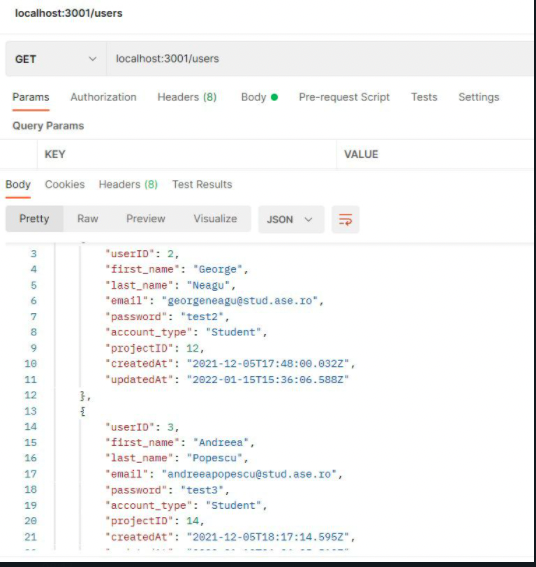 localhost:3001/users
GET localhost:3001/users
Params Authorization Headers (8) Body Pre-request Script Tests Settings
Query Params
KEY VALUE
Body Cookies Headers (8) Test Results
Pretty Raw Preview Visualize JSON
3 "userID": 2,
4 "first_name": "George",
5 "last_name": "Neagu",
6 "email": "georgeneagu@stud.ase.ro",
7 "password": "test2",
8 "account_type": "Student",
9 "projectID": 12,
10 "createdAt": "2021-12-05T17:48:00.032Z",
11 "updatedAt": "2022-01-15T15:36:06.588Z"
12 },
13 {
14 "userID": 3,
15 "first_name": "Andreea",
16 "last_name": "Popescu",
17 "email": "andreeapopescu@stud.ase.ro",
18 "password": "test3",
19 "account_type": "Student",
20 "projectID": 14,
21 "createdAt": "2021-12-05T18:17:14.595Z",